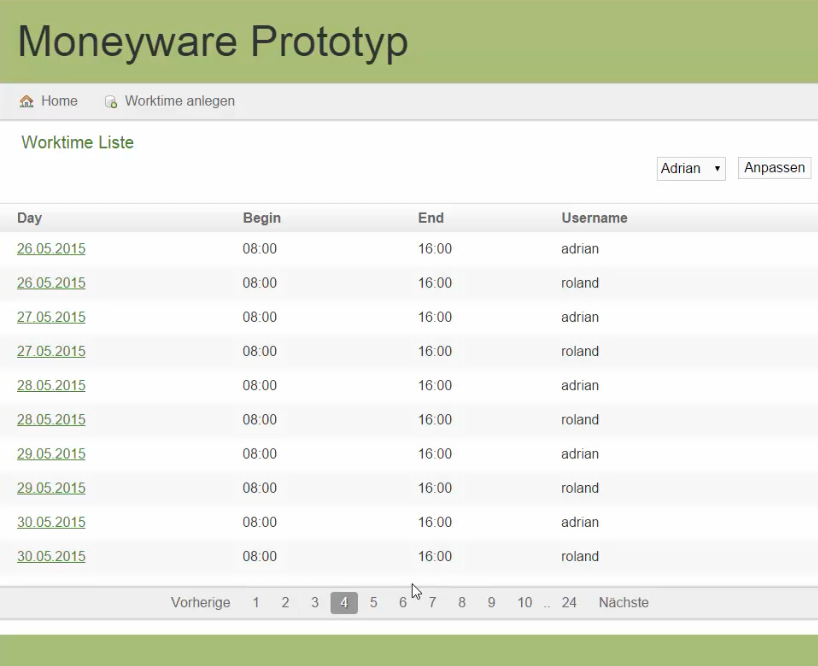 Moneyware Prototyp
Home Worktime anlegen
Worktime Liste
Adrian Anpassen
Day Begin End Username
26.05.2015 08:00 16:00 adrian
26.05.2015 08:00 16:00 roland
27.05.2015 08:00 16:00 adrian
27.05.2015 08:00 16:00 roland
28.05.2015 08:00 16:00 adrian
28.05.2015 08:00 16:00 roland
29.05.2015 08:00 16:00 adrian
29.05.2015 08:00 16:00 roland
30.05.2015 08:00 16:00 adrian
30.05.2015 08:00 16:00 roland
Vorherige 1 2 3 4 5 6 7 8 9 10 .. 24 Nächste